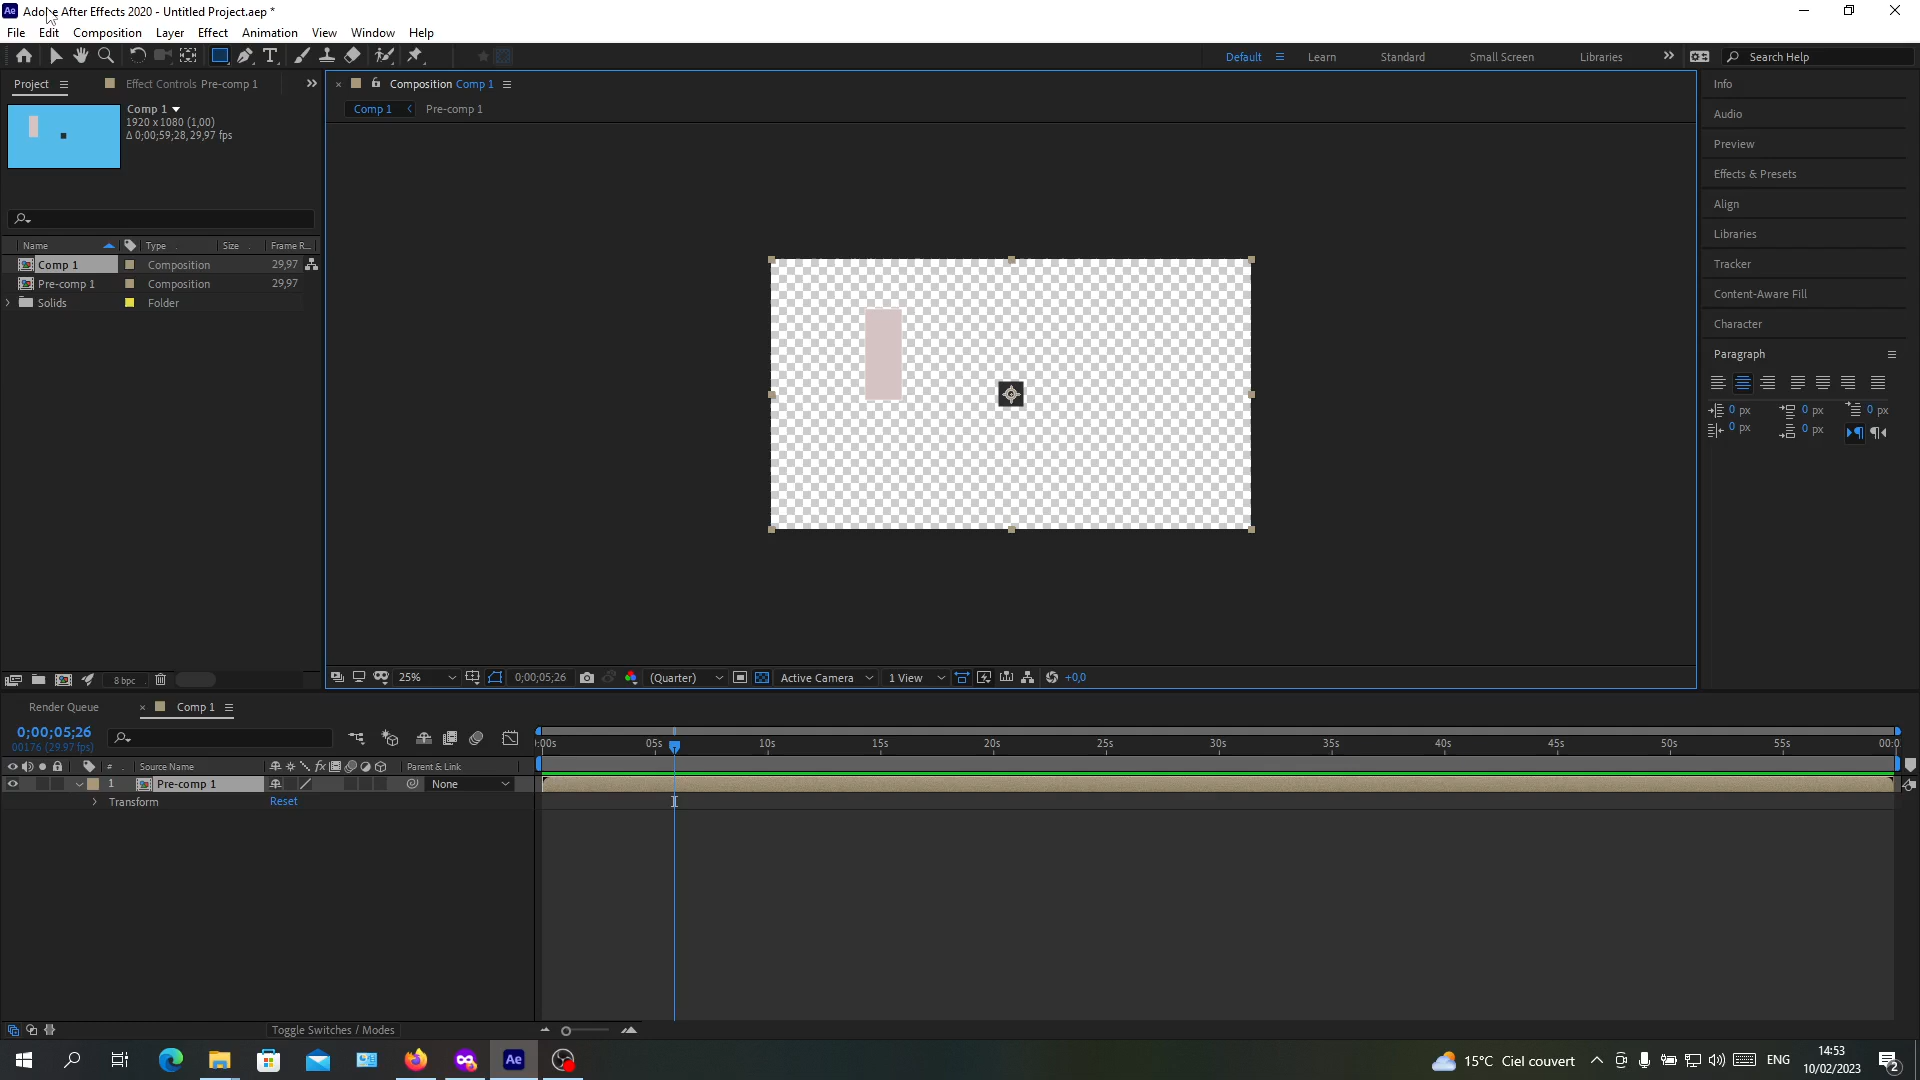 Adobe After Effects 2020 - Untitled Project.aep *
File Edit Composition Layer Effect Animation View Window Help
Default Learn Standard Small Screen Libraries Search Help
Project Effect Controls Pre-comp 1
Composition Comp 1
Comp 1 Pre-comp 1
Comp 1
1920 x 1080 (1,00)
Δ 0;00;59;28, 29,97 fps
Name Type Size Frame R...
Comp 1 Composition 29,97
Pre-comp 1 Composition 29,97
Solids Folder
8 bpc
25% 0;00;05;26 (Quarter) Active Camera 1 View +0,0
Info
Audio
Preview
Effects & Presets
Align
Libraries
Tracker
Content-Aware Fill
Character
Paragraph
0 px 0 px 0 px
0 px 0 px
Render Queue Comp 1
0;00;05;26
00176 (29.97 fps)
):00s 05s 10s 15s 20s 25s 30s 35s 40s 45s 50s 55s 00:0
# Source Name fx Parent & Link
1 Pre-comp 1 None
Transform Reset
Toggle Switches / Modes
Ae
15°C Ciel couvert ENG 14:53
10/02/2023
2